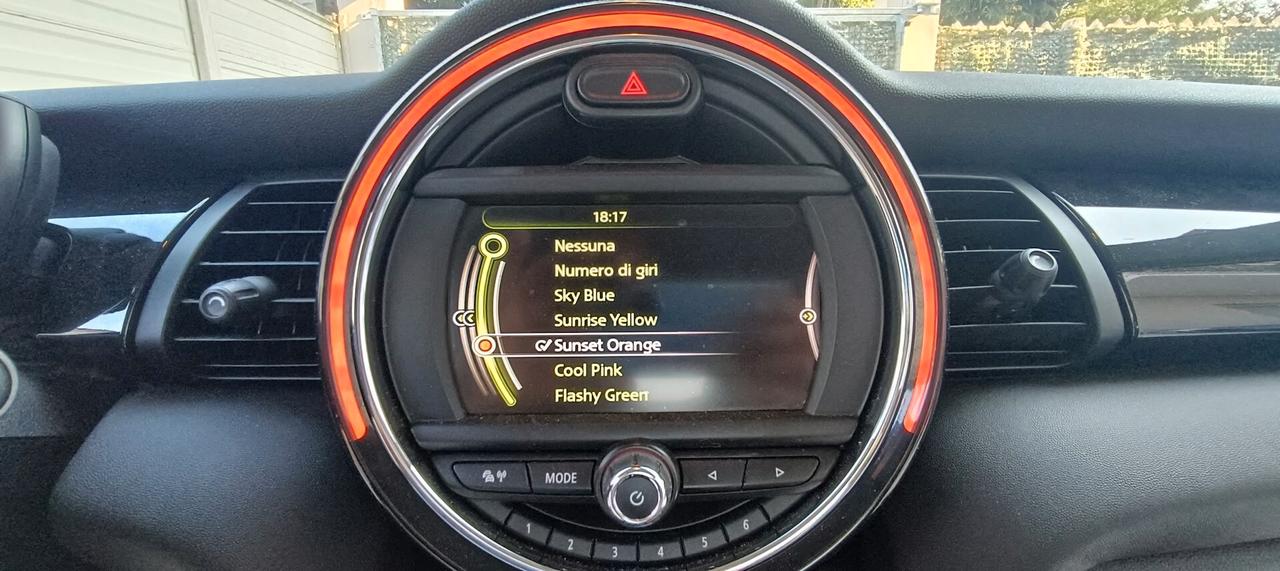 18:17
Nessuna
Numero di giri
Sky Blue
Sunrise Yellow
Sunset Orange
Cool Pink
Flashy Green
MODE
1 2 3 4 5 6